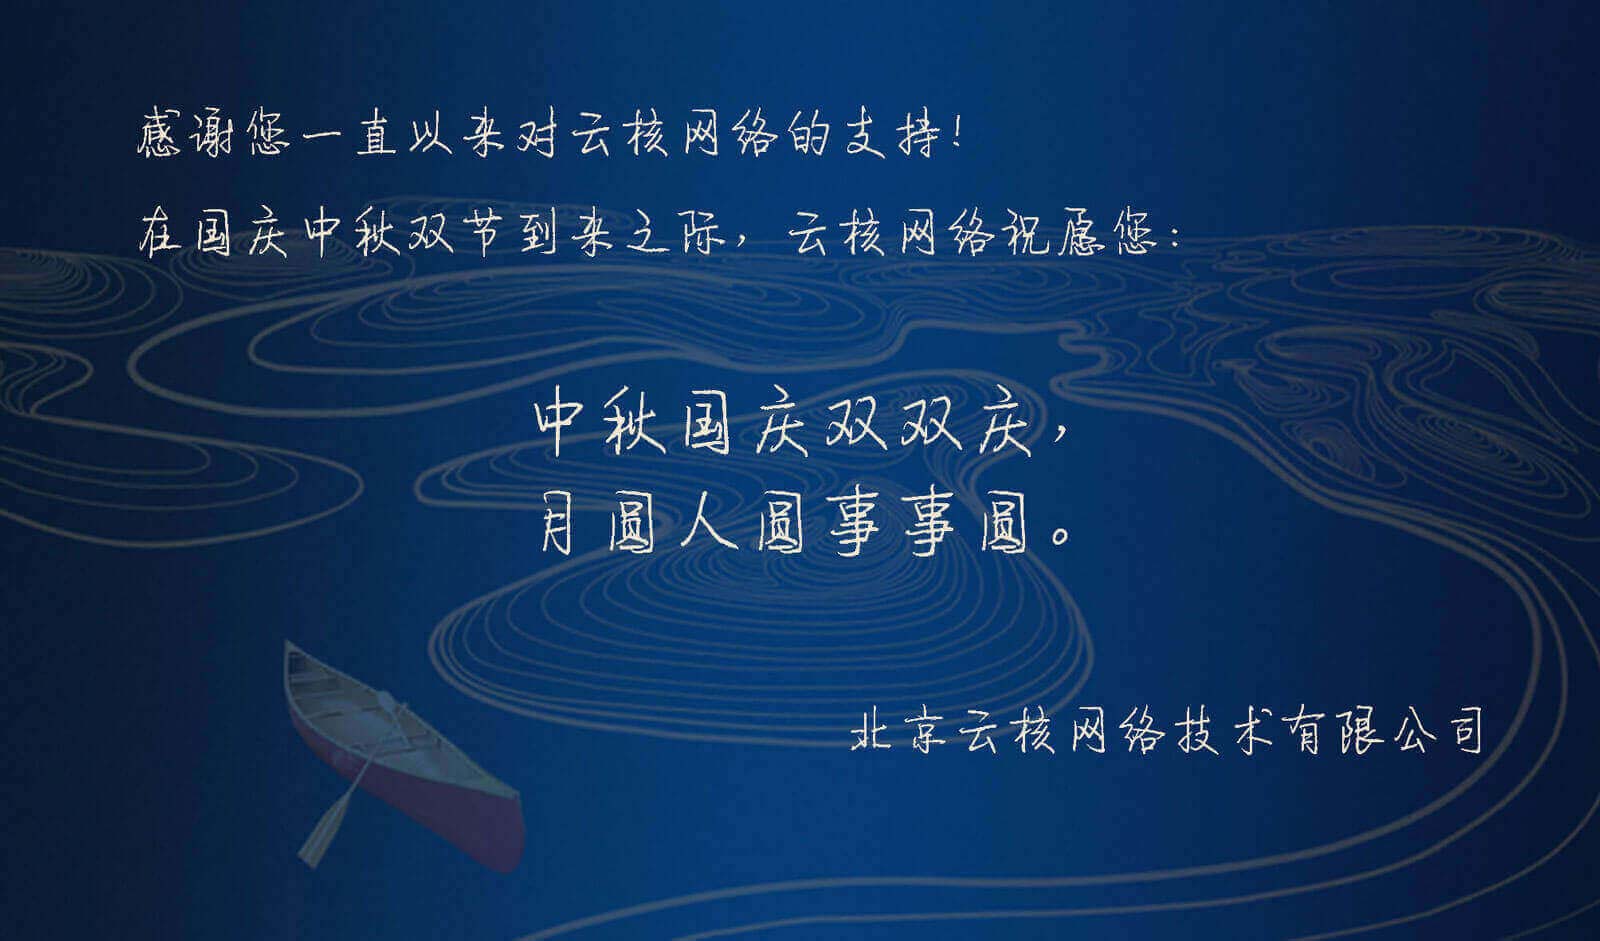 感谢您一直以来对云核网络的支持！
在国庆中秋双节到来之际，云核网络祝愿您：
中秋国庆双双庆，
月圆人圆事事圆。
北京云核网络技术有限公司